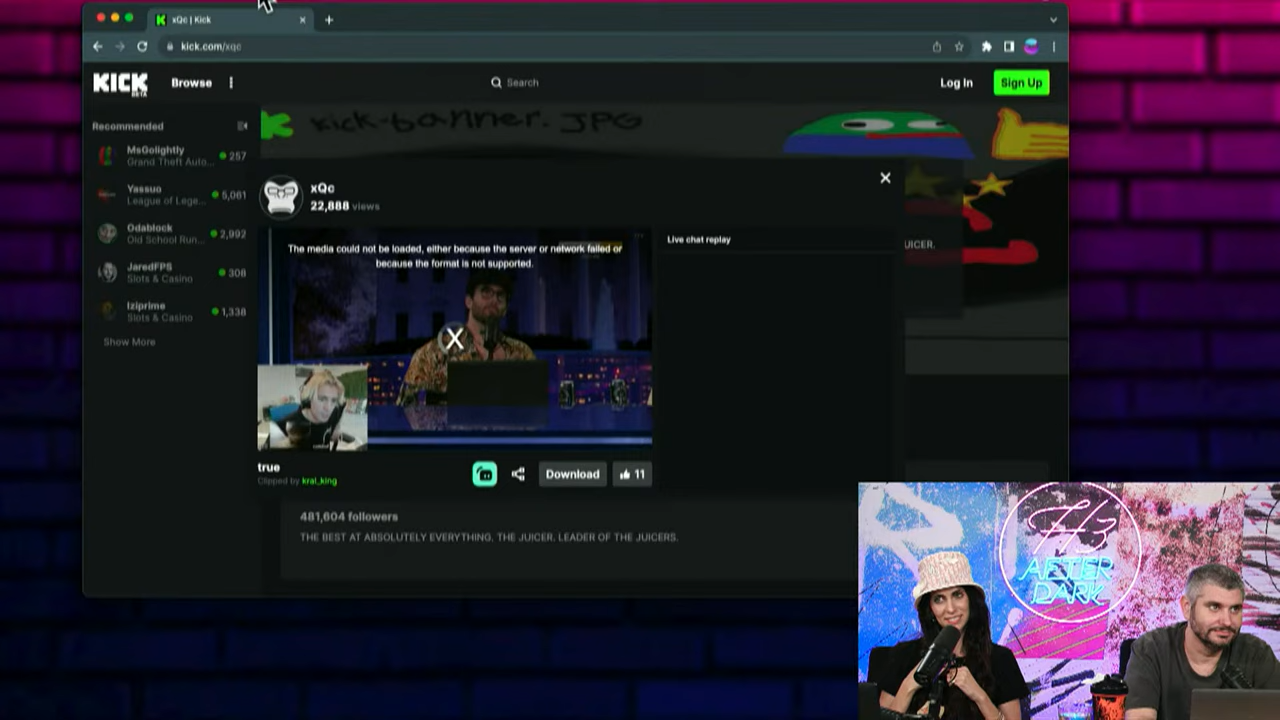 xQc | Kick
kick.com/xqc
KICK
BETA
Browse
Search
Log In
Sign Up
kick-banner.JPG
Recommended
MsGolightly
Grand Theft Auto...
257
Yassuo
League of Lege...
5,061
Odablock
Old School Run...
2,992
JaredFPS
Slots & Casino
306
Iziprime
Slots & Casino
1,338
Show More
xQc
22,888 views
UICER.
The media could not be loaded, either because the server or network failed or
because the format is not supported.
Live chat replay
true
Clipped by kral_king
Download
11
481,604 followers
THE BEST AT ABSOLUTELY EVERYTHING. THE JUICER. LEADER OF THE JUICERS.
H3
AFTER
DARK